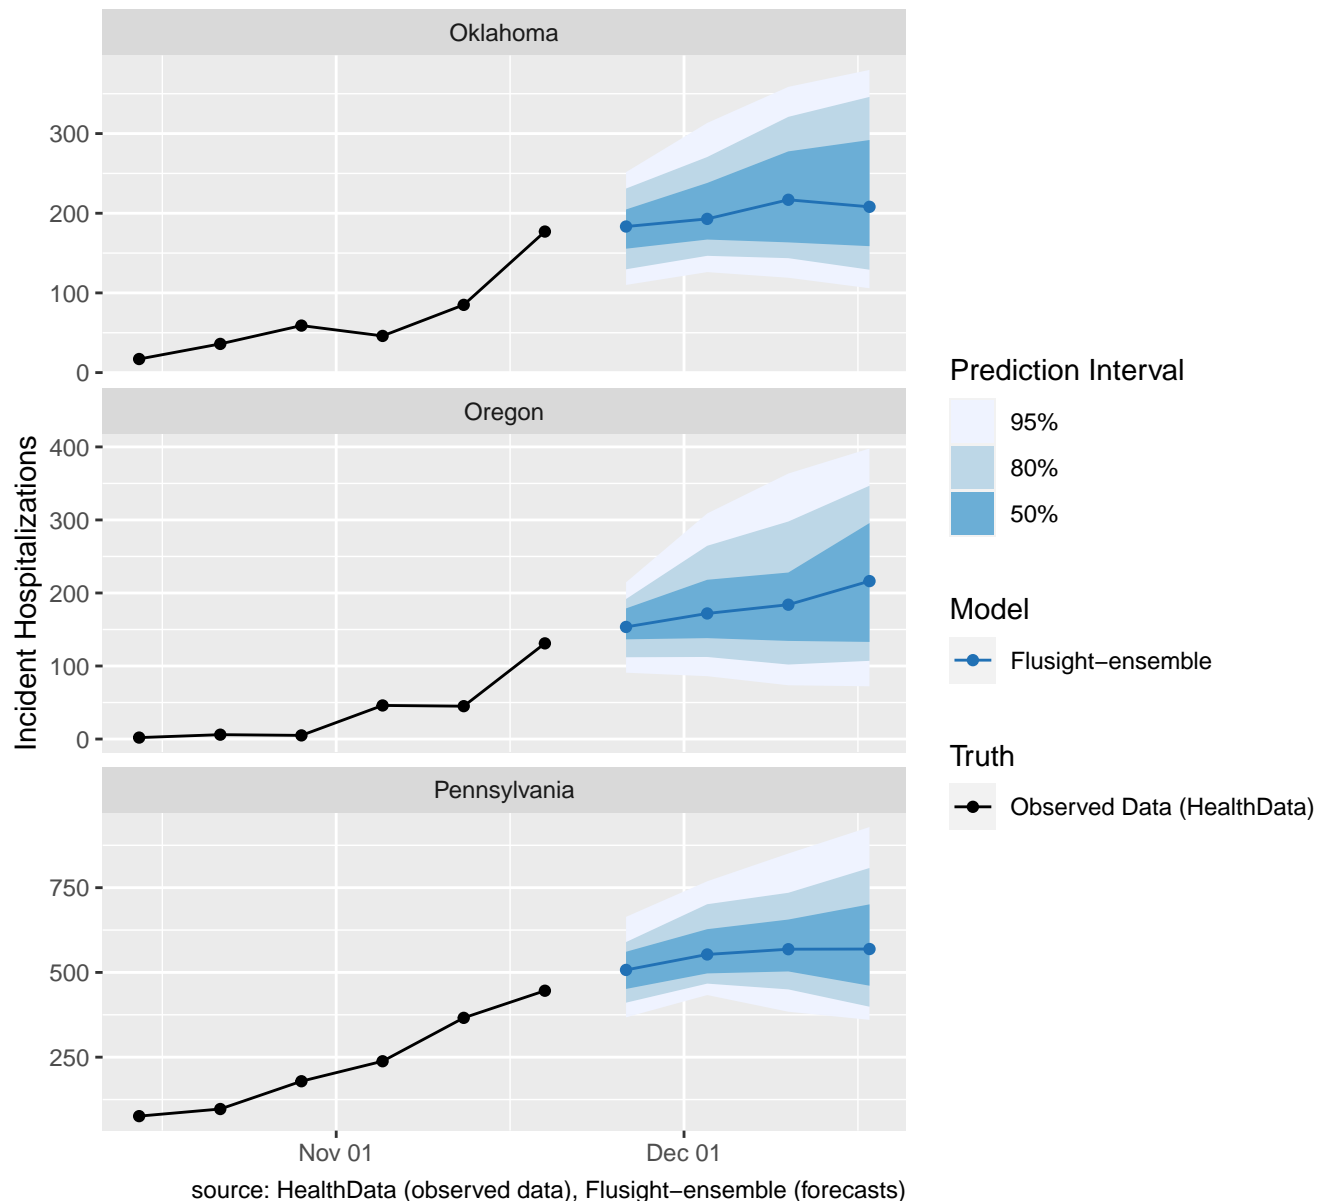 Oklahoma
300
200
100
0
Oregon
400
300
200
100
0
Pennsylvania
750
500
250
Nov 01
Dec 01
Incident Hospitalizations
source: HealthData (observed data), Flusight−ensemble (forecasts)
Prediction Interval
95%
80%
50%
Model
Flusight−ensemble
Truth
Observed Data (HealthData)